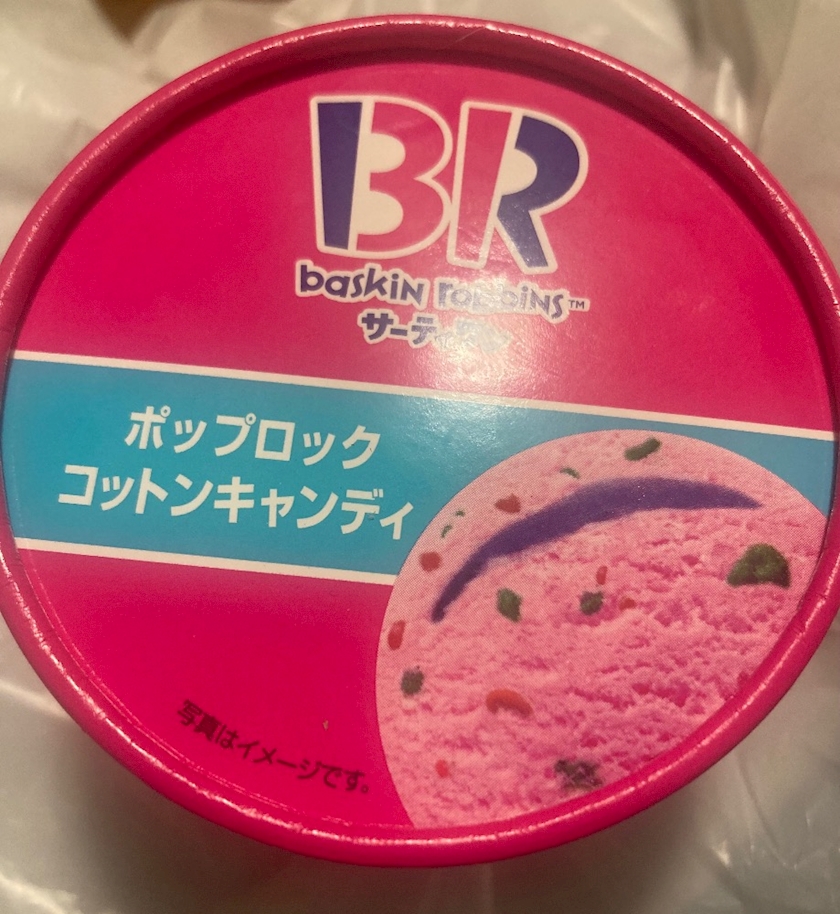 BR
baskin robbins™
ポップロック
コットンキャンディ
写真はイメージです。